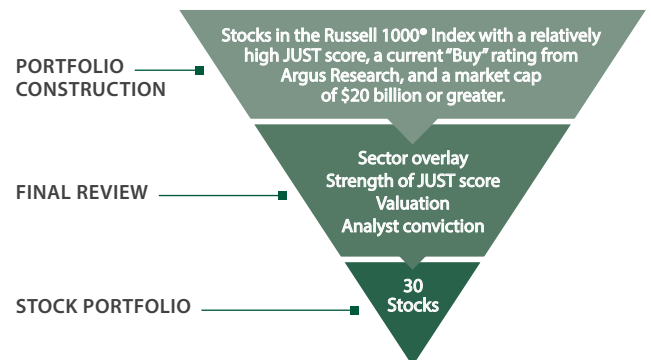 PORTFOLIO
CONSTRUCTION
Stocks in the Russell 1000® Index with a relatively
high JUST score, a current “Buy” rating from
Argus Research, and a market cap
of $20 billion or greater.
FINAL REVIEW
Sector overlay
Strength of JUST score
Valuation
Analyst conviction
STOCK PORTFOLIO
30
Stocks